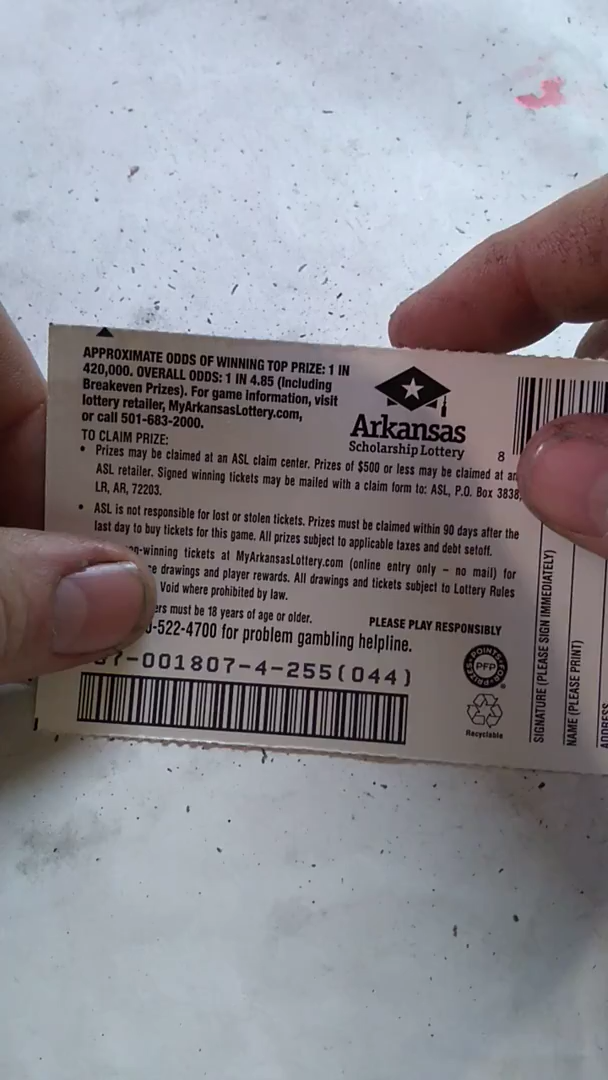 APPROXIMATE ODDS OF WINNING TOP PRIZE: 1 IN
420,000. OVERALL ODDS: 1 IN 4.85 (Including
Breakeven Prizes). For game information, visit
lottery retailer, MyArkansasLottery.com,
or call 501-683-2000.
Arkansas
Scholarship Lottery
8
TO CLAIM PRIZE:
• Prizes may be claimed at an ASL claim center. Prizes of $500 or less may be claimed at an
ASL retailer. Signed winning tickets may be mailed with a claim form to: ASL, P.O. Box 3838,
LR, AR, 72203.
• ASL is not responsible for lost or stolen tickets. Prizes must be claimed within 90 days after the
last day to buy tickets for this game. All prizes subject to applicable taxes and debt setoff.
n-winning tickets at MyArkansasLottery.com (online entry only – no mail) for
ce drawings and player rewards. All drawings and tickets subject to Lottery Rules
Void where prohibited by law.
ers must be 18 years of age or older.
PLEASE PLAY RESPONSIBLY
-522-4700 for problem gambling helpline.
7-001807-4-255(044)
POINTS FOR PRIZES
PFP
®
Recyclable
SIGNATURE (PLEASE SIGN IMMEDIATELY)
NAME (PLEASE PRINT)
ADDRESS